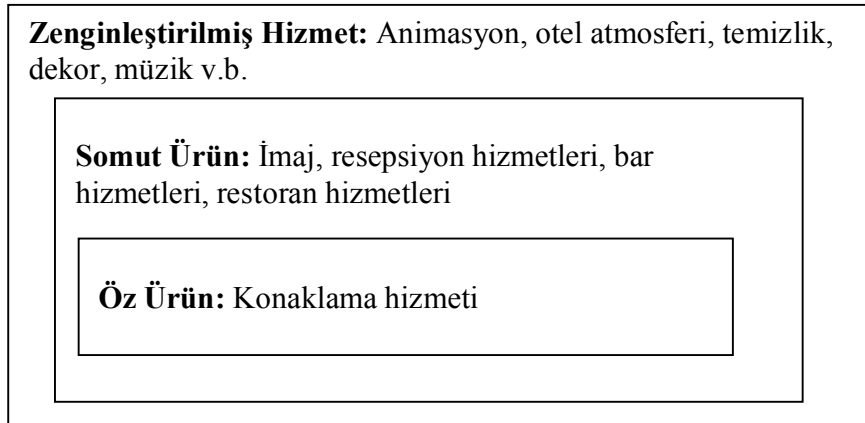 Zenginleştirilmiş Hizmet: Animasyon, otel atmosferi, temizlik,
dekor, müzik v.b.
Somut Ürün: İmaj, resepsiyon hizmetleri, bar
hizmetleri, restoran hizmetleri
Öz Ürün: Konaklama hizmeti